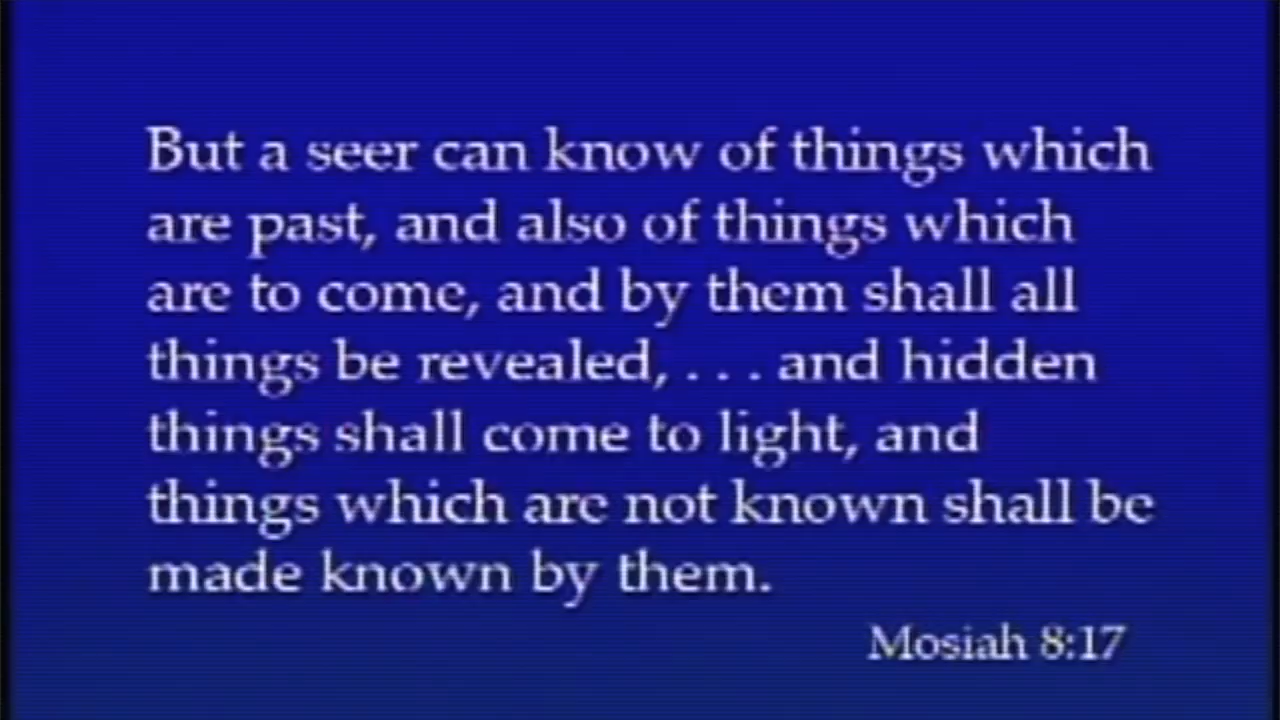 But a seer can know of things which
are past, and also of things which
are to come, and by them shall all
things be revealed, . . . and hidden
things shall come to light, and
things which are not known shall be
made known by them.
Mosiah 8:17